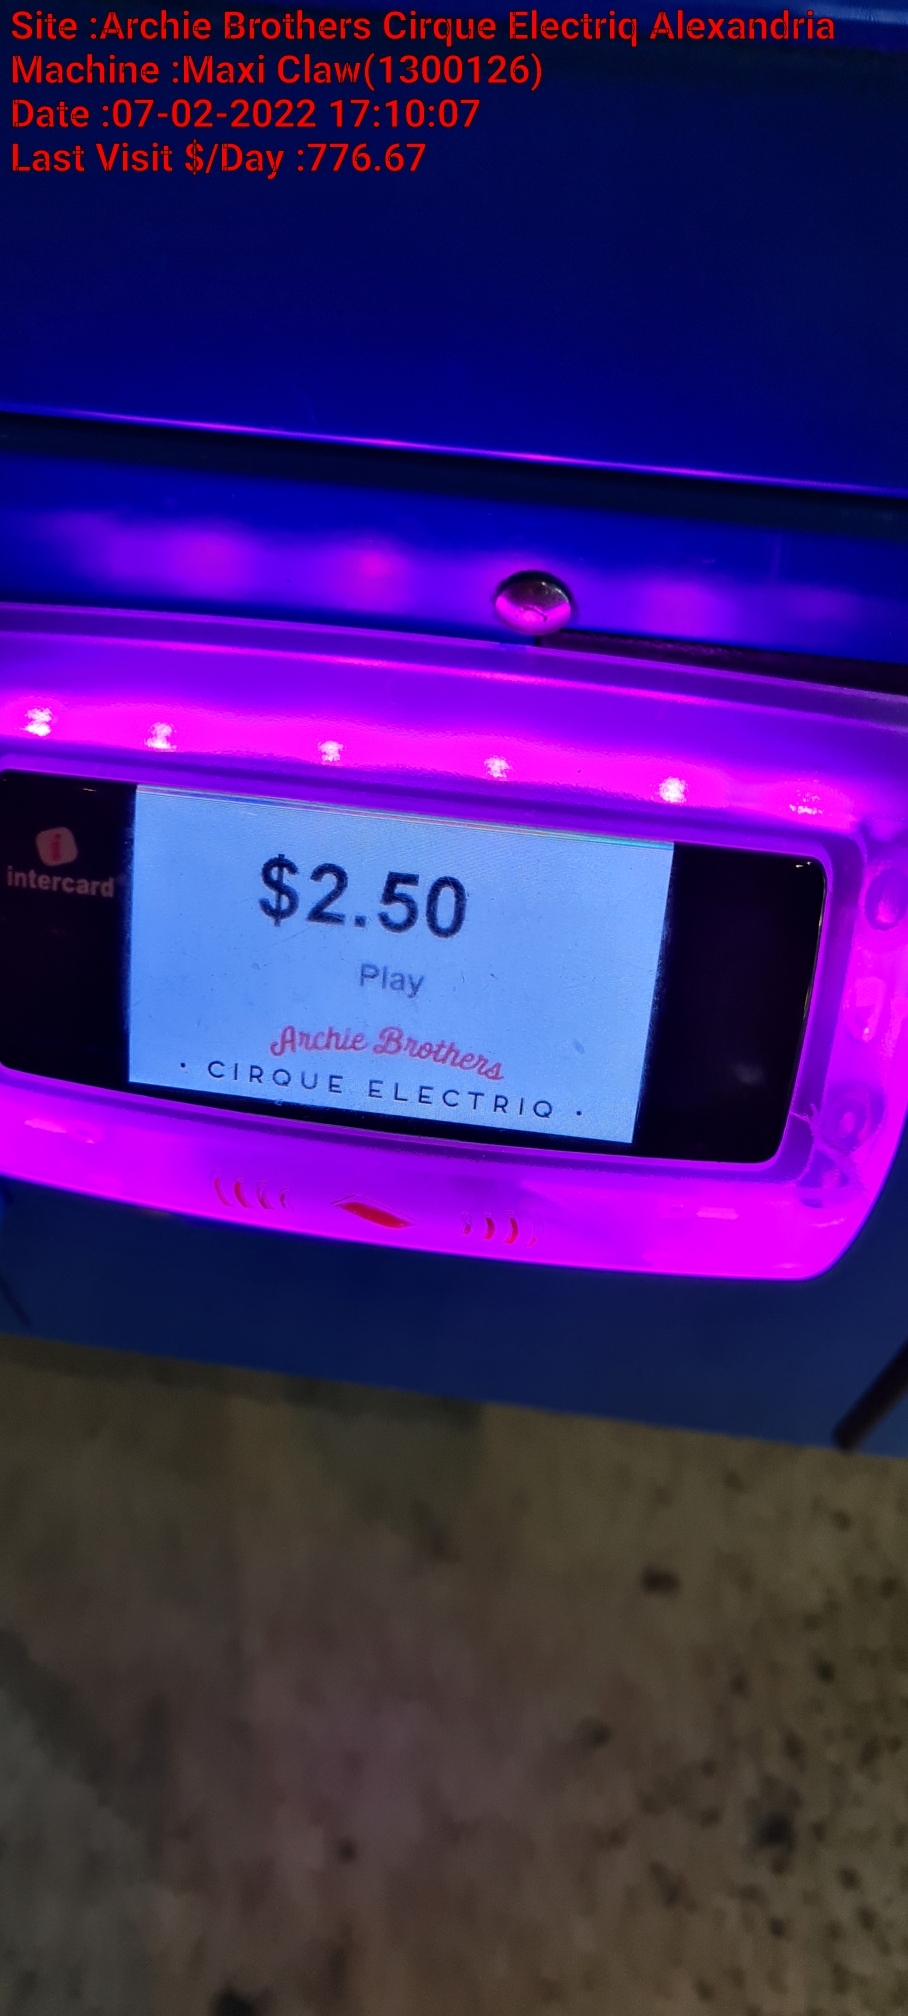 Site :Archie Brothers Cirque Electriq Alexandria
Machine :Maxi Claw(1300126)
Date :07-02-2022 17:10:07
Last Visit $/Day :776.67
i
intercard
$2.50
Play
Archie Brothers
· CIRQUE ELECTRIQ ·